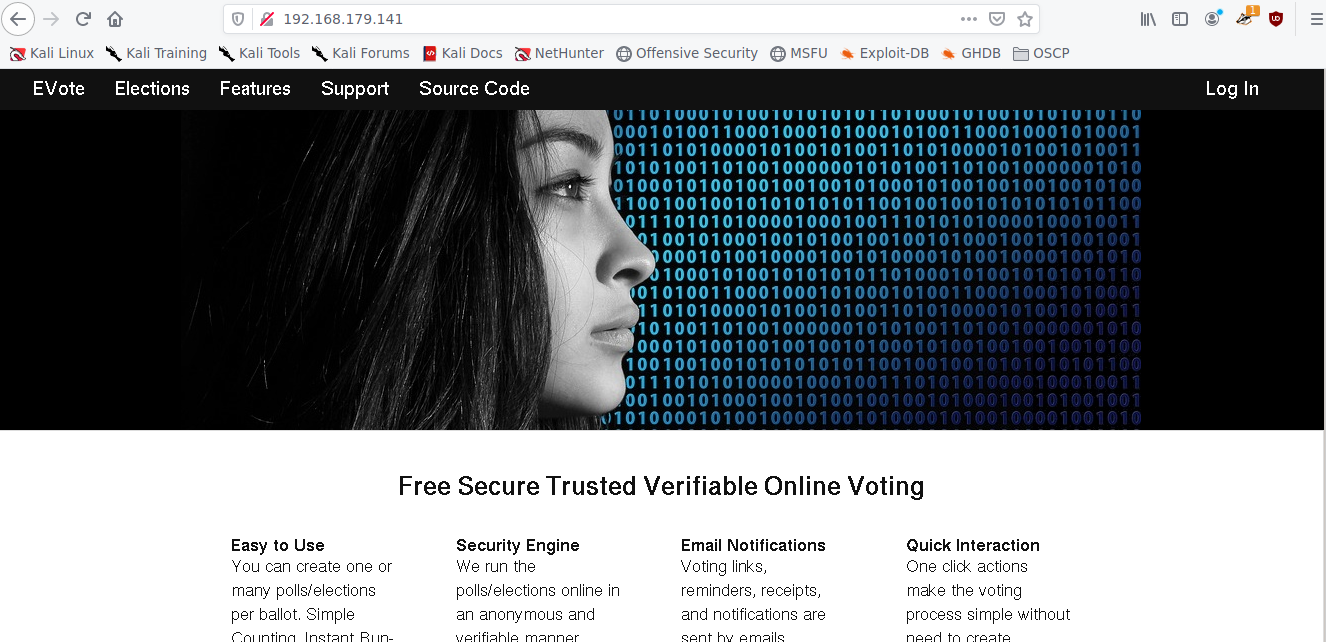 192.168.179.141
1
Kali Linux Kali Training Kali Tools Kali Forums Kali Docs NetHunter Offensive Security MSFU Exploit-DB GHDB OSCP
EVote Elections Features Support Source Code Log In
Free Secure Trusted Verifiable Online Voting
Easy to Use
You can create one or
many polls/elections
per ballot. Simple
Counting, Instant Run-
Security Engine
We run the
polls/elections online in
an anonymous and
verifiable manner
Email Notifications
Voting links,
reminders, receipts,
and notifications are
sent by emails
Quick Interaction
One click actions
make the voting
process simple without
need to create